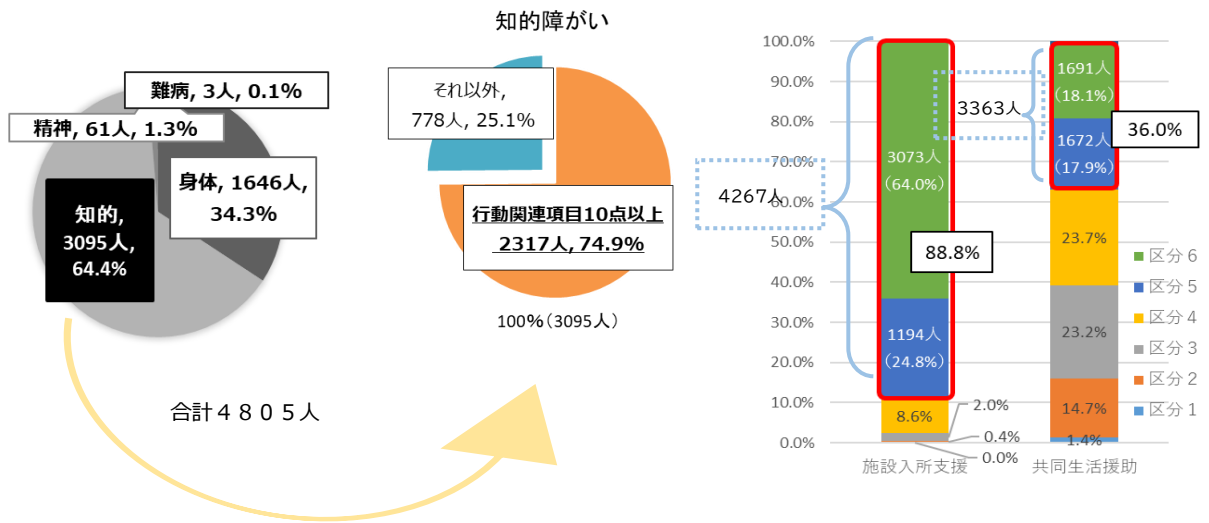 難病, 3人, 0.1%
精神, 61人, 1.3%
身体, 1646人,
34.3%
知的,
3095人,
64.4%
合計４８０５人
知的障がい
それ以外,
778人, 25.1%
行動関連項目10点以上
2317人, 74.9%
100%（3095人）
100.0%
90.0%
80.0%
70.0%
60.0%
50.0%
40.0%
30.0%
20.0%
10.0%
0.0%
4267人
3073人
(64.0%)
88.8%
1194人
(24.8%)
8.6%
2.0%
0.4%
0.0%
施設入所支援
3363人
1691人
(18.1%)
36.0%
1672人
(17.9%)
23.7%
23.2%
14.7%
1.4%
共同生活援助
区分６
区分５
区分４
区分３
区分２
区分１